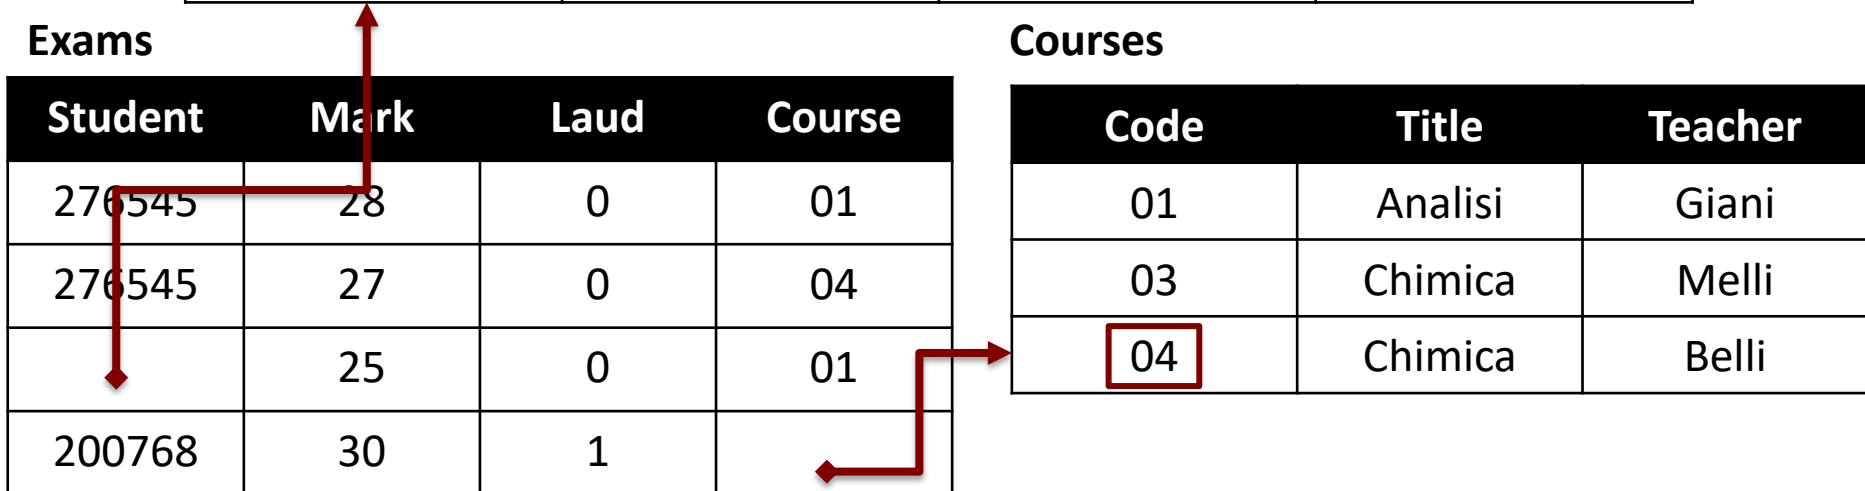 Exams
Courses
Student Mark Laud Course
276545 28 0 01
276545 27 0 04
25 0 01
200768 30 1
Code Title Teacher
01 Analisi Giani
03 Chimica Melli
04 Chimica Belli